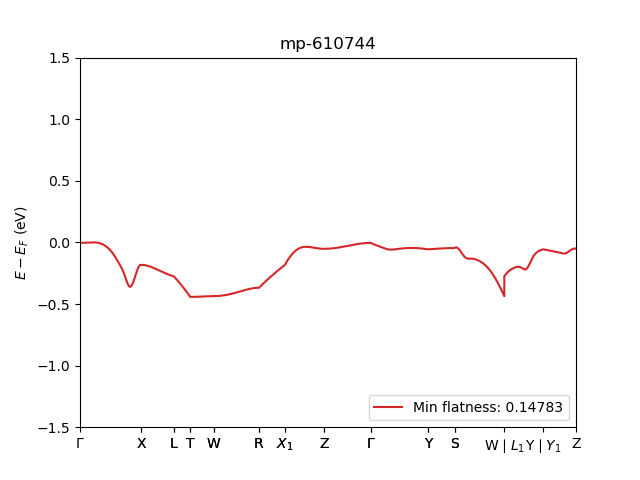 mp-610744
1.5
1.0
0.5
0.0
−0.5
−1.0
−1.5
E − E_F (eV)
Min flatness: 0.14783
Γ X L T W R X₁ Z Γ Y S W | L₁ Y | Y₁ Z